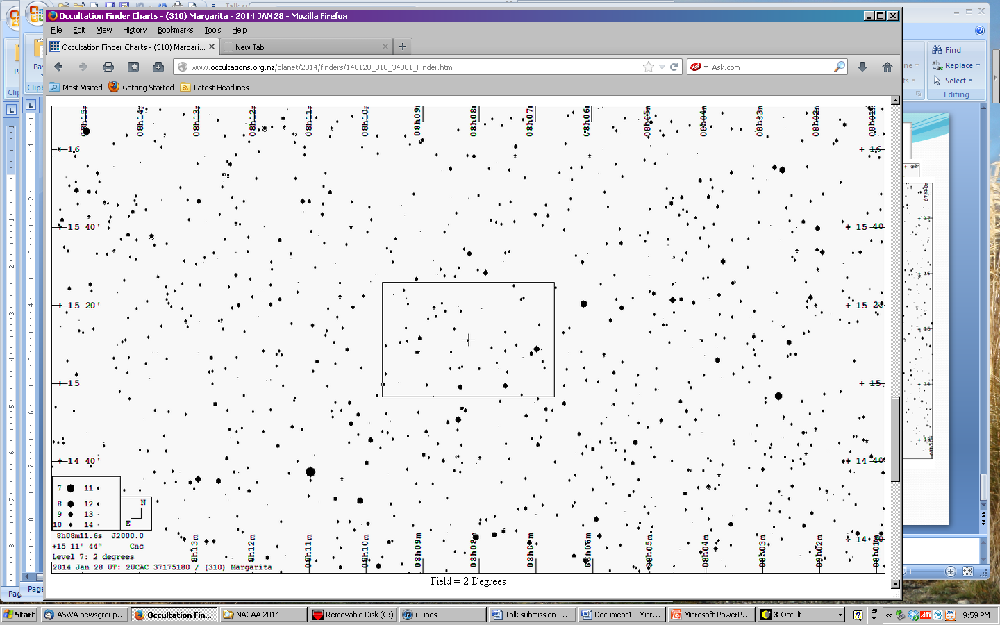 Occultation Finder Charts - (310) Margarita - 2014 JAN 28 - Mozilla Firefox
File Edit View History Bookmarks Tools Help
Occultation Finder Charts - (310) Margari... New Tab
www.occultations.org.nz/planet/2014/finders/140128_310_34081_Finder.htm
Ask Ask.com
Most Visited Getting Started Latest Headlines
Find
Replace
Select
Editing
08h15m 08h14m 08h13m 08h12m 08h11m 08h10m 08h09m 08h08m 08h07m 08h06m 08h05m 08h04m 08h03m 08h02m 08h01m
+ 16 + 16
+ 15 40' + 15 40
+ 15 20' + 15 20
+ 15 + 15
+ 14 40' + 14 40
7 11
8 12
9 13
10 14
N
E
8h08m11.6s J2000.0
+15 11' 44" Cnc
Level 7: 2 degrees
2014 Jan 28 UT: 2UCAC 37175180 / (310) Margarita
8h13m 08h12m 08h11m 08h10m 08h09m 08h08m 08h07m 08h06m 08h05m 08h04m 08h03m 08h02m 08h01m
Field = 2 Degrees
Start ASWA newsgroup... Occultation Fin... NACAA 2014 Removable Disk (G:) iTunes Talk submission T... Document1 - Micr... Microsoft PowerP... 3 Occult 9:59 PM